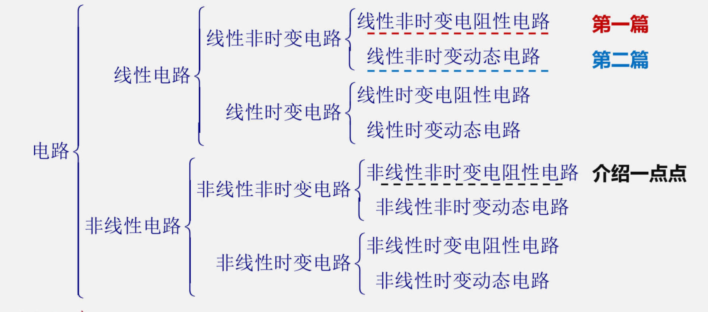 线性非时变电阻性电路 第一篇
线性非时变电路
线性非时变动态电路 第二篇
线性电路
线性时变电阻性电路
线性时变电路
线性时变动态电路
电路
非线性非时变电阻性电路 介绍一点点
非线性非时变电路
非线性非时变动态电路
非线性电路
非线性时变电阻性电路
非线性时变电路
非线性时变动态电路